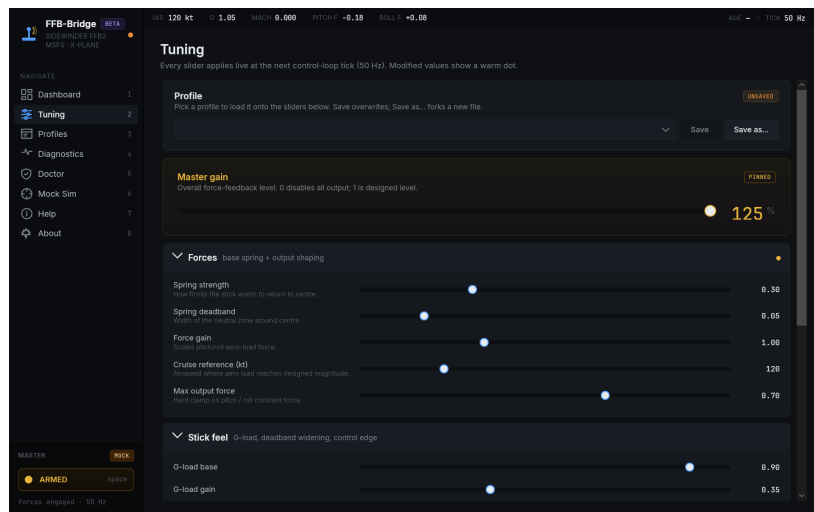 FFB-Bridge BETA
SIDEWINDER FFB2
MSFS · X-PLANE
NAVIGATE
Dashboard 1
Tuning 2
Profiles 3
Diagnostics 4
Doctor 5
Mock Sim 6
Help 7
About 8
MASTER MOCK
ARMED space
forces engaged · 50 Hz
IAS 120 kt G 1.05 MACH 0.000 PITCH F -0.18 ROLL F +0.08 AGE — · TICK 50 Hz
Tuning
Every slider applies live at the next control-loop tick (50 Hz). Modified values show a warm dot.
Profile UNSAVED
Pick a profile to load it onto the sliders below. Save overwrites; Save as... forks a new file.
Save Save as...
Master gain PINNED
Overall force-feedback level. 0 disables all output; 1 is designed level.
125 %
Forces base spring + output shaping
Spring strength 0.30
How firmly the stick wants to return to centre.
Spring deadband 0.05
Width of the neutral zone around centre.
Force gain 1.00
Scales pitch/roll aero-load force.
Cruise reference (kt) 120
Airspeed where aero load reaches designed magnitude.
Max output force 0.70
Hard clamp on pitch / roll constant force.
Stick feel G-load, deadband widening, control edge
G-load base 0.90
G-load gain 0.35